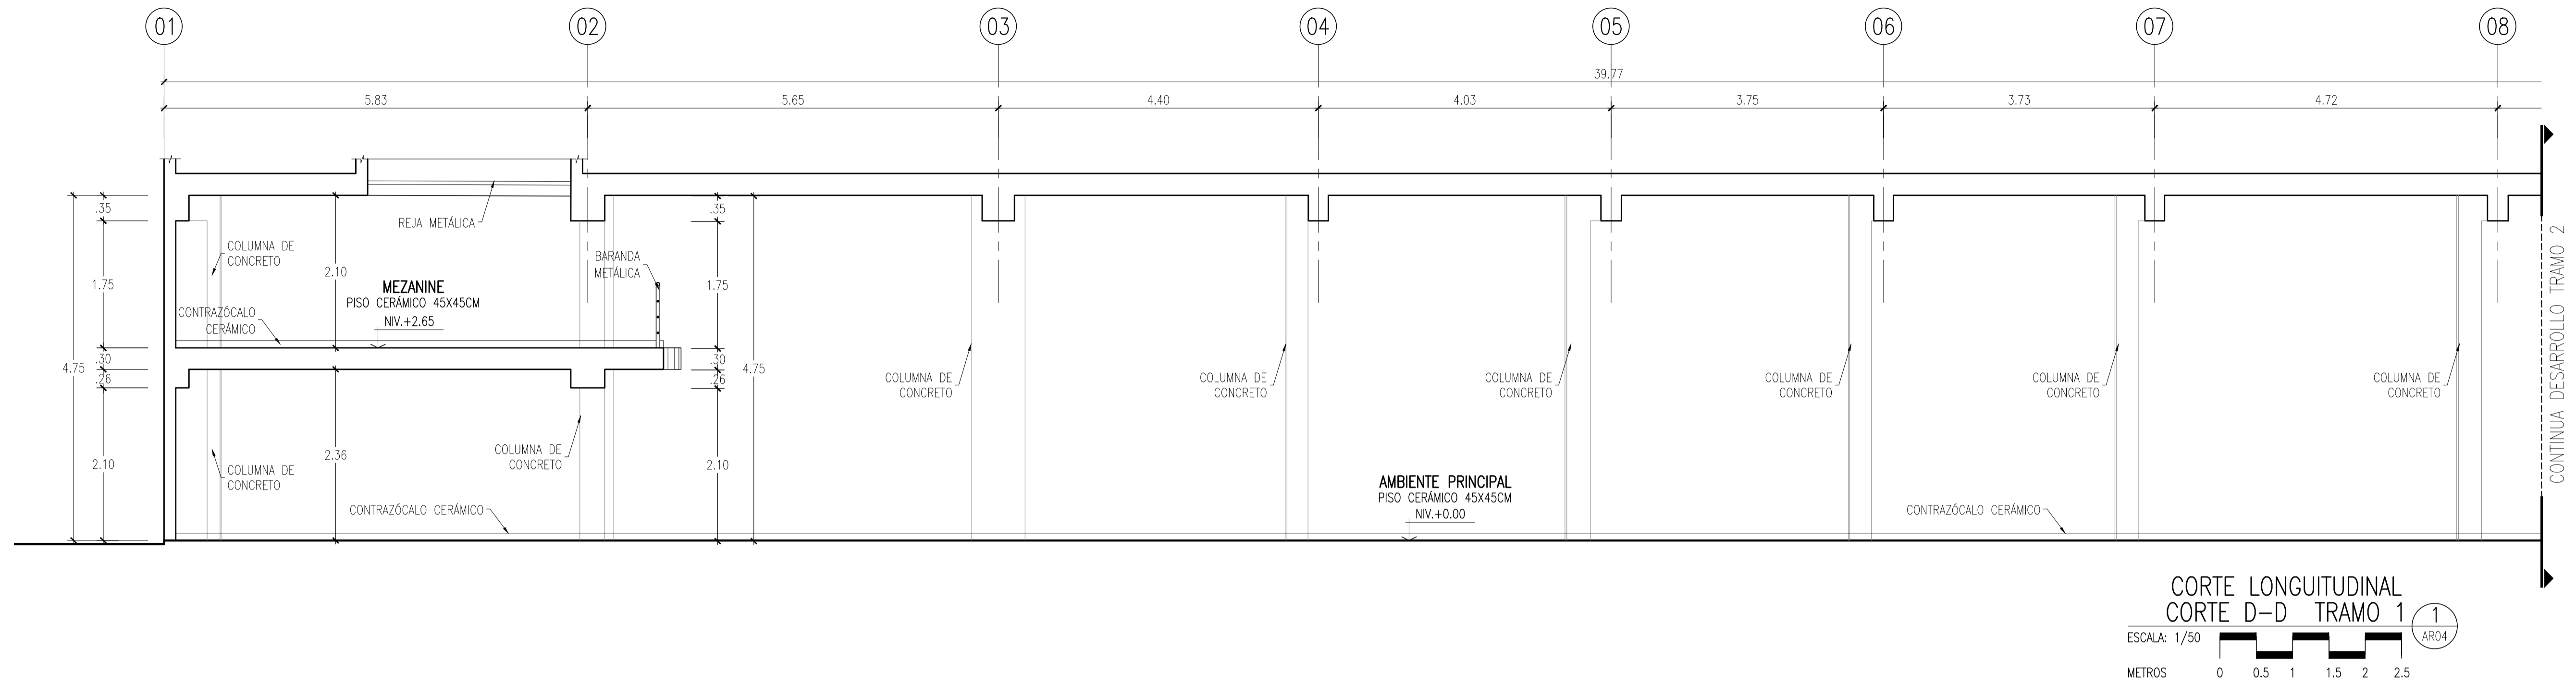 01
02
03
04
05
06
07
08
39.77
5.83
5.65
4.40
4.03
3.75
3.73
4.72
.35
1.75
4.75
.30
.26
2.10
COLUMNA DE
CONCRETO
REJA METÁLICA
2.10
MEZANINE
PISO CERÁMICO 45X45CM
NIV.+2.65
CONTRAZÓCALO
CERÁMICO
BARANDA
METÁLICA
.35
1.75
.30
.26
4.75
2.10
COLUMNA DE
CONCRETO
2.36
COLUMNA DE
CONCRETO
CONTRAZÓCALO CERÁMICO
COLUMNA DE
CONCRETO
COLUMNA DE
CONCRETO
COLUMNA DE
CONCRETO
COLUMNA DE
CONCRETO
COLUMNA DE
CONCRETO
COLUMNA DE
CONCRETO
AMBIENTE PRINCIPAL
PISO CERÁMICO 45X45CM
NIV.+0.00
CONTRAZÓCALO CERÁMICO
CONTINUA DESARROLLO TRAMO 2
CORTE LONGUITUDINAL
CORTE D-D TRAMO 1
1
AR04
ESCALA: 1/50
METROS 0 0.5 1 1.5 2 2.5